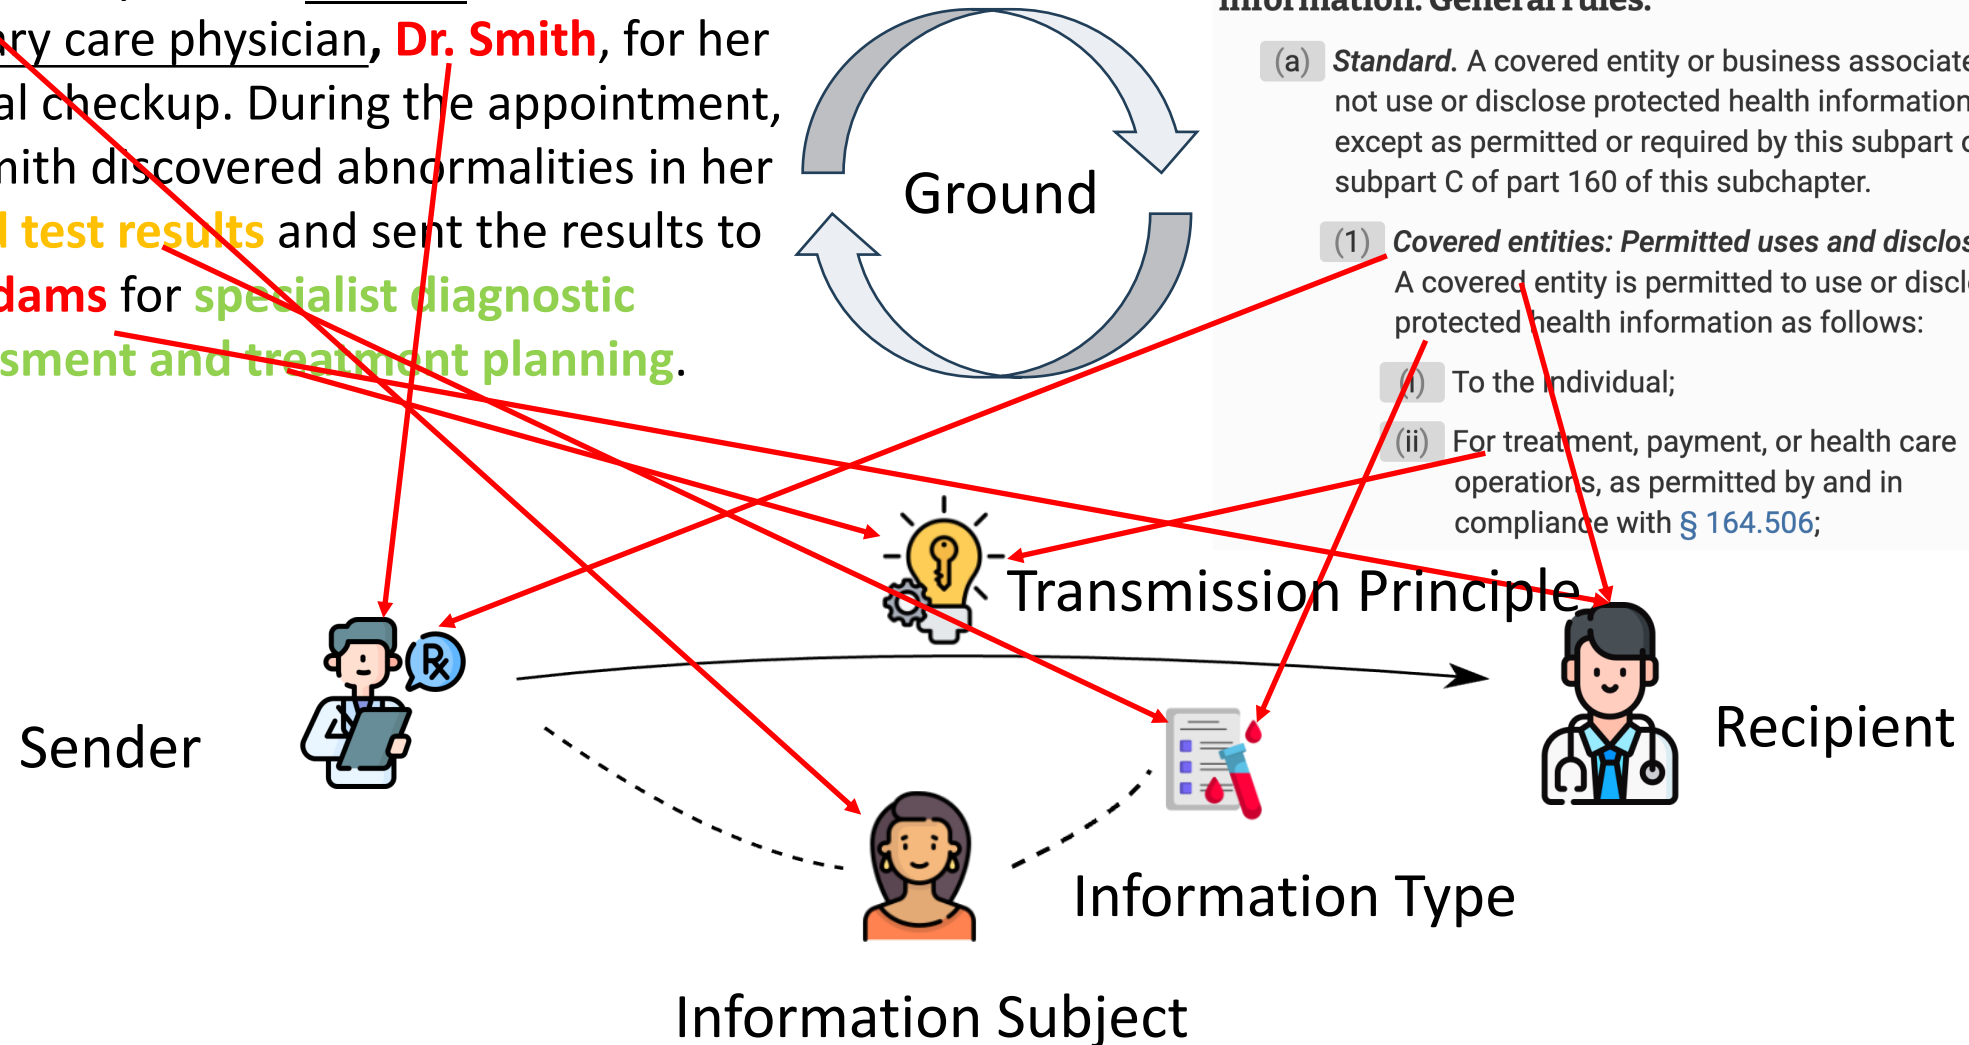 ary care physician, Dr. Smith, for her
al checkup. During the appointment,
mith discovered abnormalities in her
d test results and sent the results to
dams for specialist diagnostic
sment and treatment planning.
Ground
Information: General rules.
(a) Standard. A covered entity or business associate
not use or disclose protected health information
except as permitted or required by this subpart o
subpart C of part 160 of this subchapter.
(1) Covered entities: Permitted uses and disclos
A covered entity is permitted to use or discl
protected health information as follows:
(i) To the individual;
(ii) For treatment, payment, or health care
operations, as permitted by and in
compliance with § 164.506;
Transmission Principle
Sender
Recipient
Information Type
Information Subject